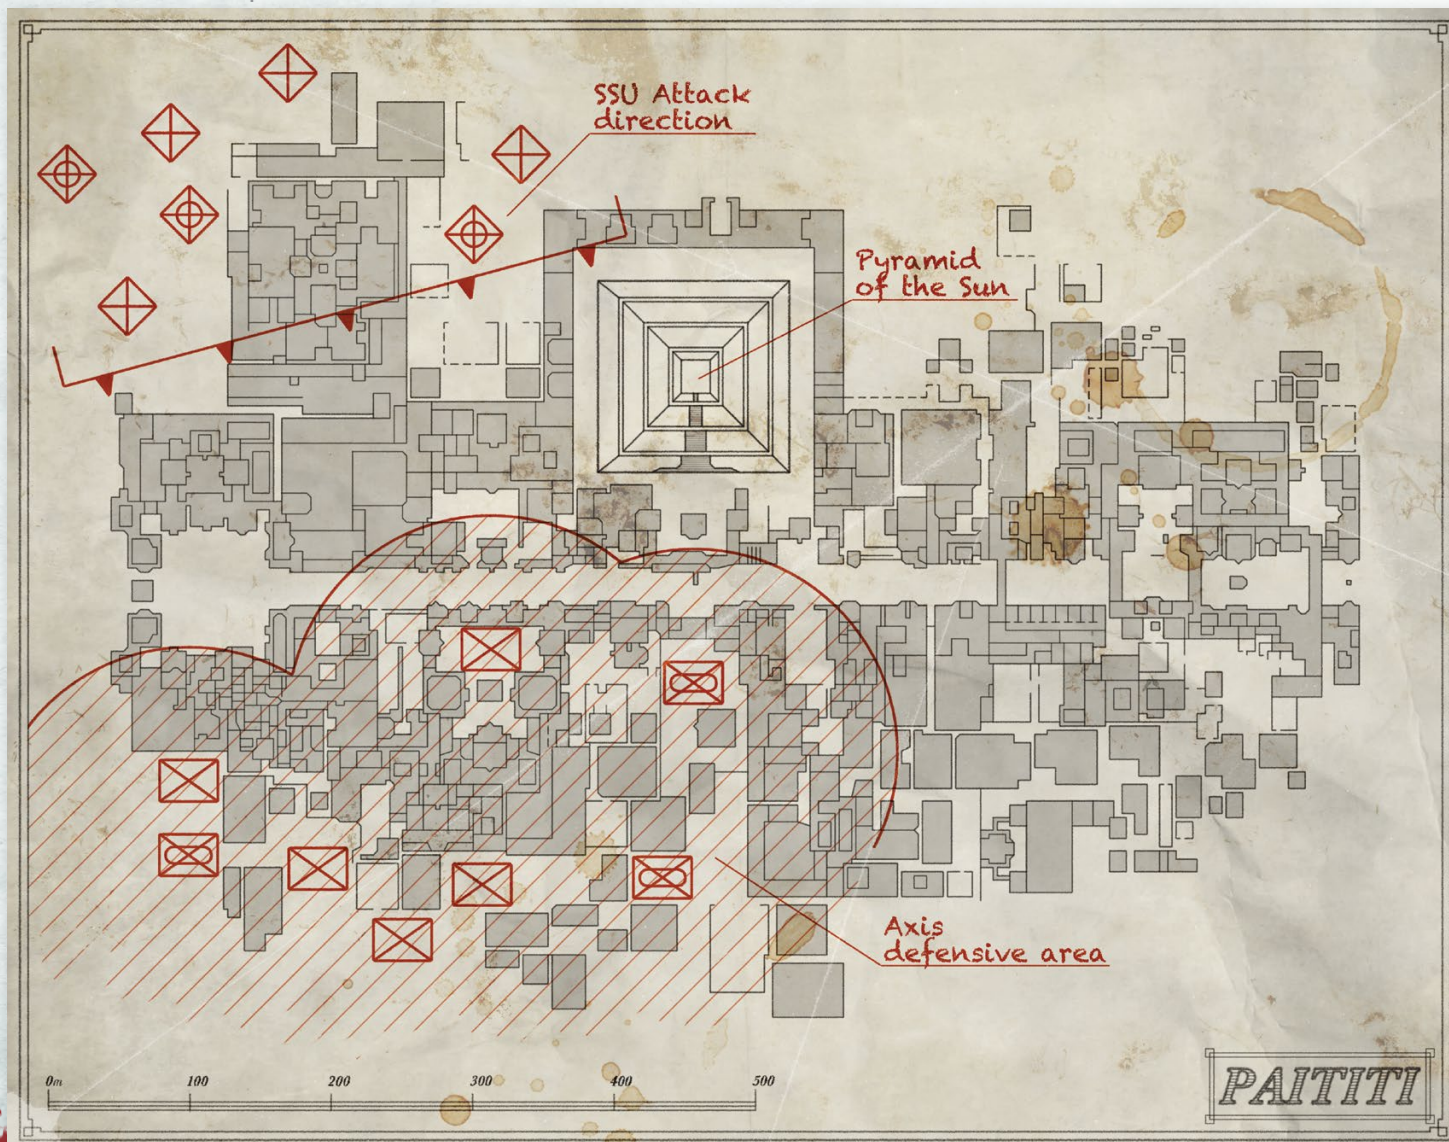 SSU Attack
direction
Pyramid
of the Sun
Axis
defensive area
0m 100 200 300 400 500
PAITITI